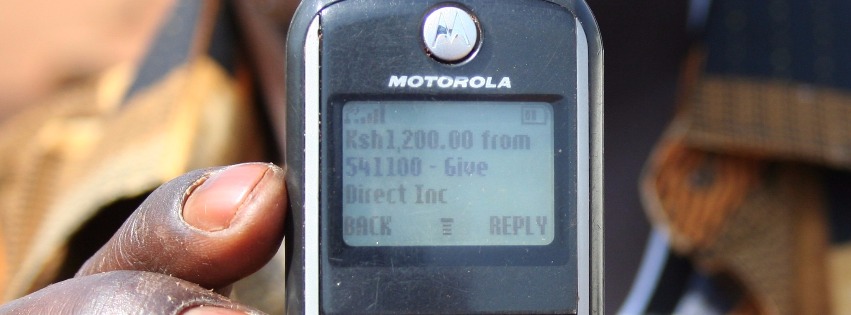 MOTOROLA
Ksh1,200.00 from
541100 - Give
Direct Inc
BACK REPLY